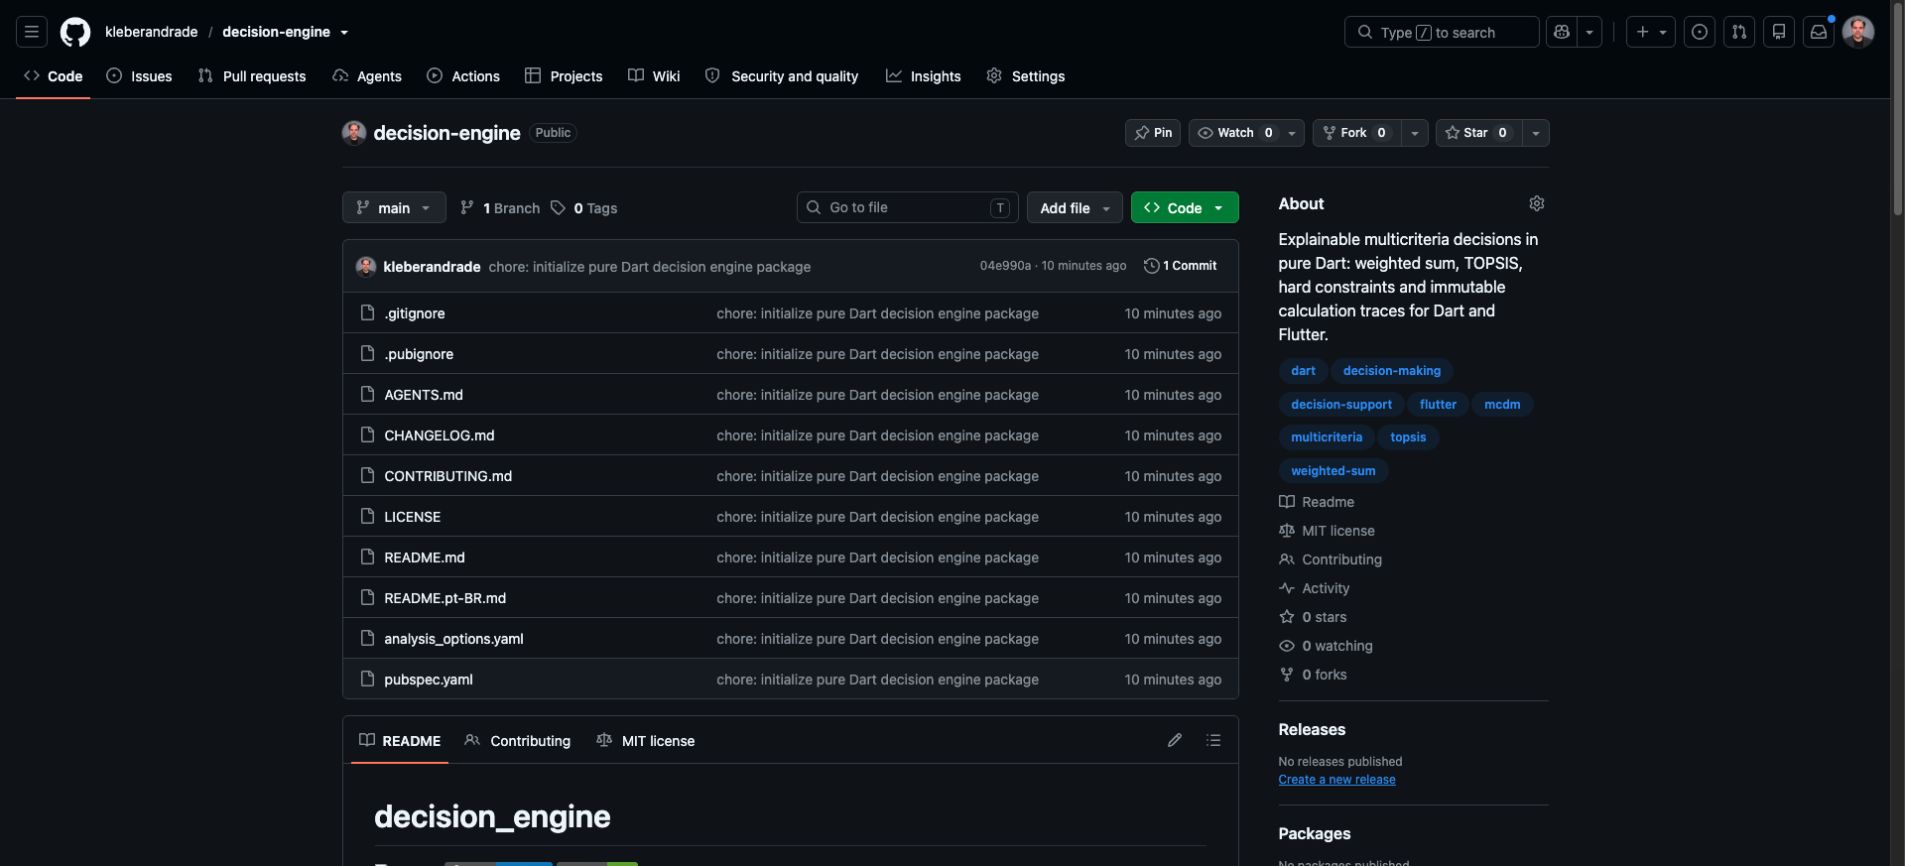 kleberandrade / decision-engine
Type / to search
Code Issues Pull requests Agents Actions Projects Wiki Security and quality Insights Settings
decision-engine Public
Pin Watch 0 Fork 0 Star 0
main 1 Branch 0 Tags
Go to file T Add file Code
kleberandrade chore: initialize pure Dart decision engine package 04e990a · 10 minutes ago 1 Commit
.gitignore chore: initialize pure Dart decision engine package 10 minutes ago
.pubignore chore: initialize pure Dart decision engine package 10 minutes ago
AGENTS.md chore: initialize pure Dart decision engine package 10 minutes ago
CHANGELOG.md chore: initialize pure Dart decision engine package 10 minutes ago
CONTRIBUTING.md chore: initialize pure Dart decision engine package 10 minutes ago
LICENSE chore: initialize pure Dart decision engine package 10 minutes ago
README.md chore: initialize pure Dart decision engine package 10 minutes ago
README.pt-BR.md chore: initialize pure Dart decision engine package 10 minutes ago
analysis_options.yaml chore: initialize pure Dart decision engine package 10 minutes ago
pubspec.yaml chore: initialize pure Dart decision engine package 10 minutes ago
README Contributing MIT license
decision_engine
About
Explainable multicriteria decisions in
pure Dart: weighted sum, TOPSIS,
hard constraints and immutable
calculation traces for Dart and
Flutter.
dart decision-making
decision-support flutter mcdm
multicriteria topsis
weighted-sum
Readme
MIT license
Contributing
Activity
0 stars
0 watching
0 forks
Releases
No releases published
Create a new release
Packages
No packages published